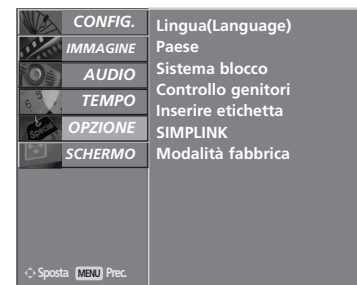 CONFIG.
IMMAGINE
AUDIO
TEMPO
OPZIONE
SCHERMO
Special
Lingua(Language)
Paese
Sistema blocco
Controllo genitori
Inserire etichetta
SIMPLINK
Modalità fabbrica
Sposta MENU Prec.